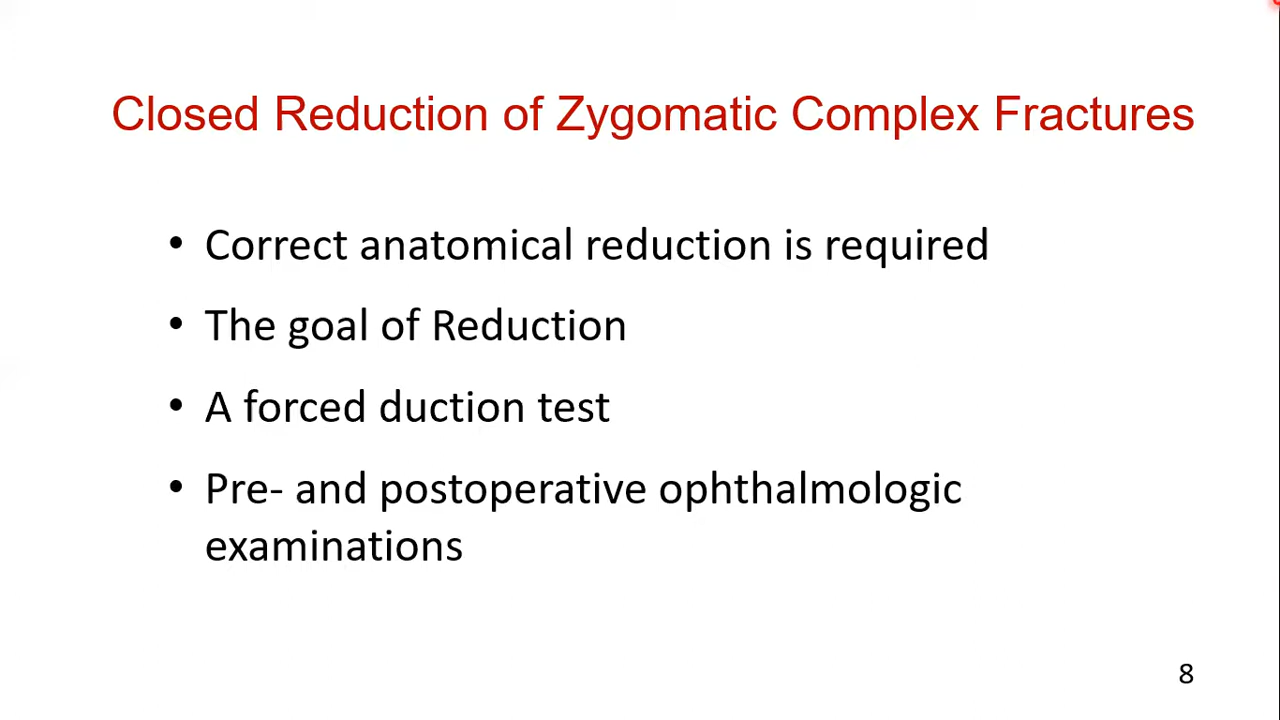 Closed Reduction of Zygomatic Complex Fractures
• Correct anatomical reduction is required
• The goal of Reduction
• A forced duction test
• Pre- and postoperative ophthalmologic
examinations
8